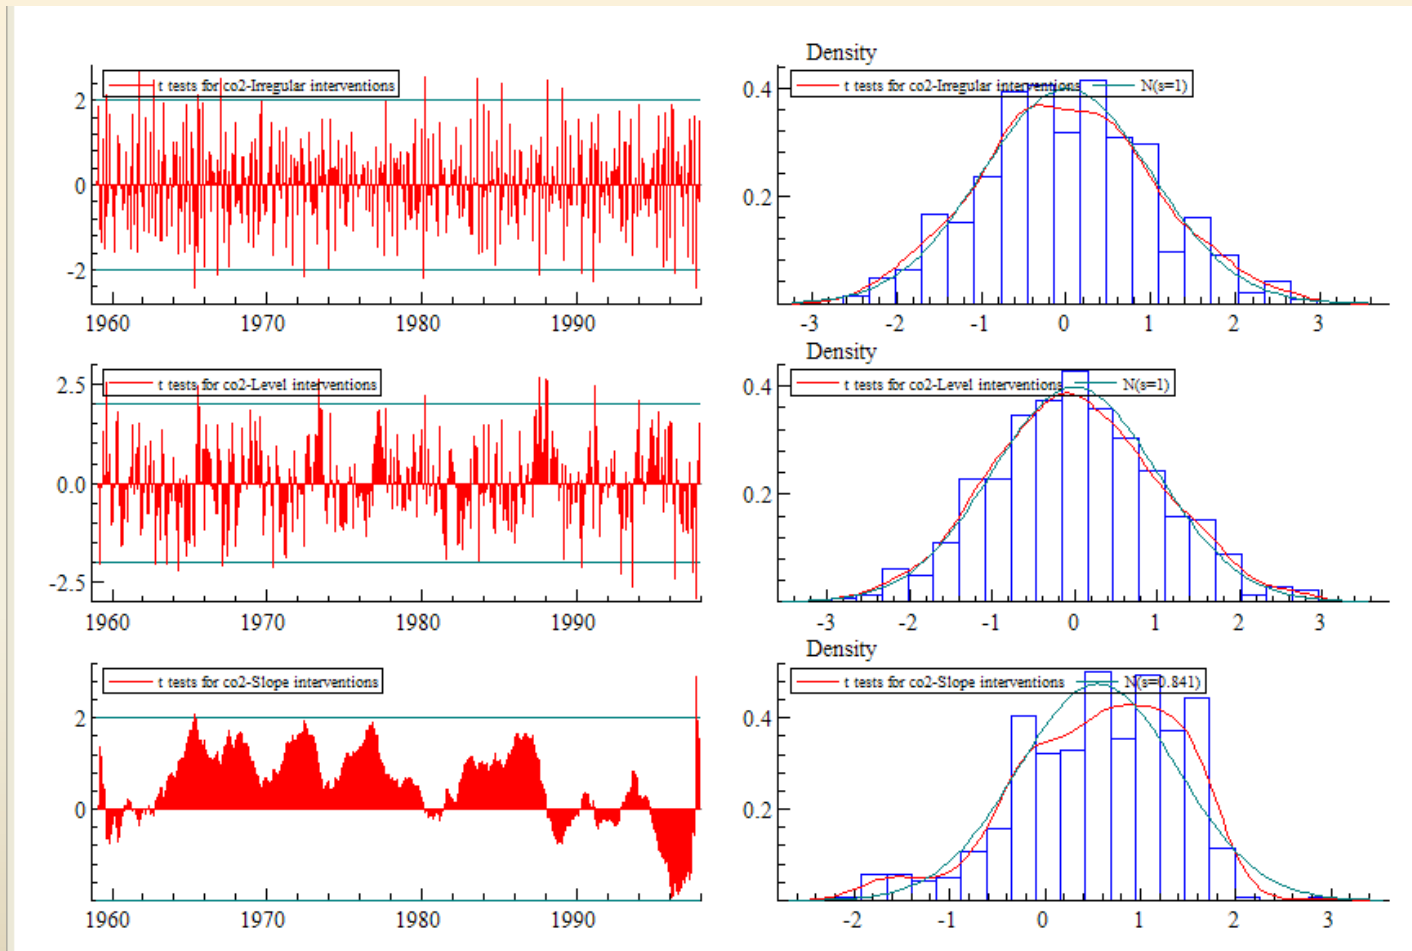 Density
t tests for co2-Irregular interventions
t tests for co2-Irregular interventions N(s=1)
2
0
-2
1960 1970 1980 1990
0.4
0.2
-3 -2 -1 0 1 2 3
Density
t tests for co2-Level interventions
t tests for co2-Level interventions N(s=1)
2.5
0.0
-2.5
1960 1970 1980 1990
0.4
0.2
-3 -2 -1 0 1 2 3
Density
t tests for co2-Slope interventions
t tests for co2-Slope interventions N(s=0.841)
2
0
1960 1970 1980 1990
0.4
0.2
-2 -1 0 1 2 3